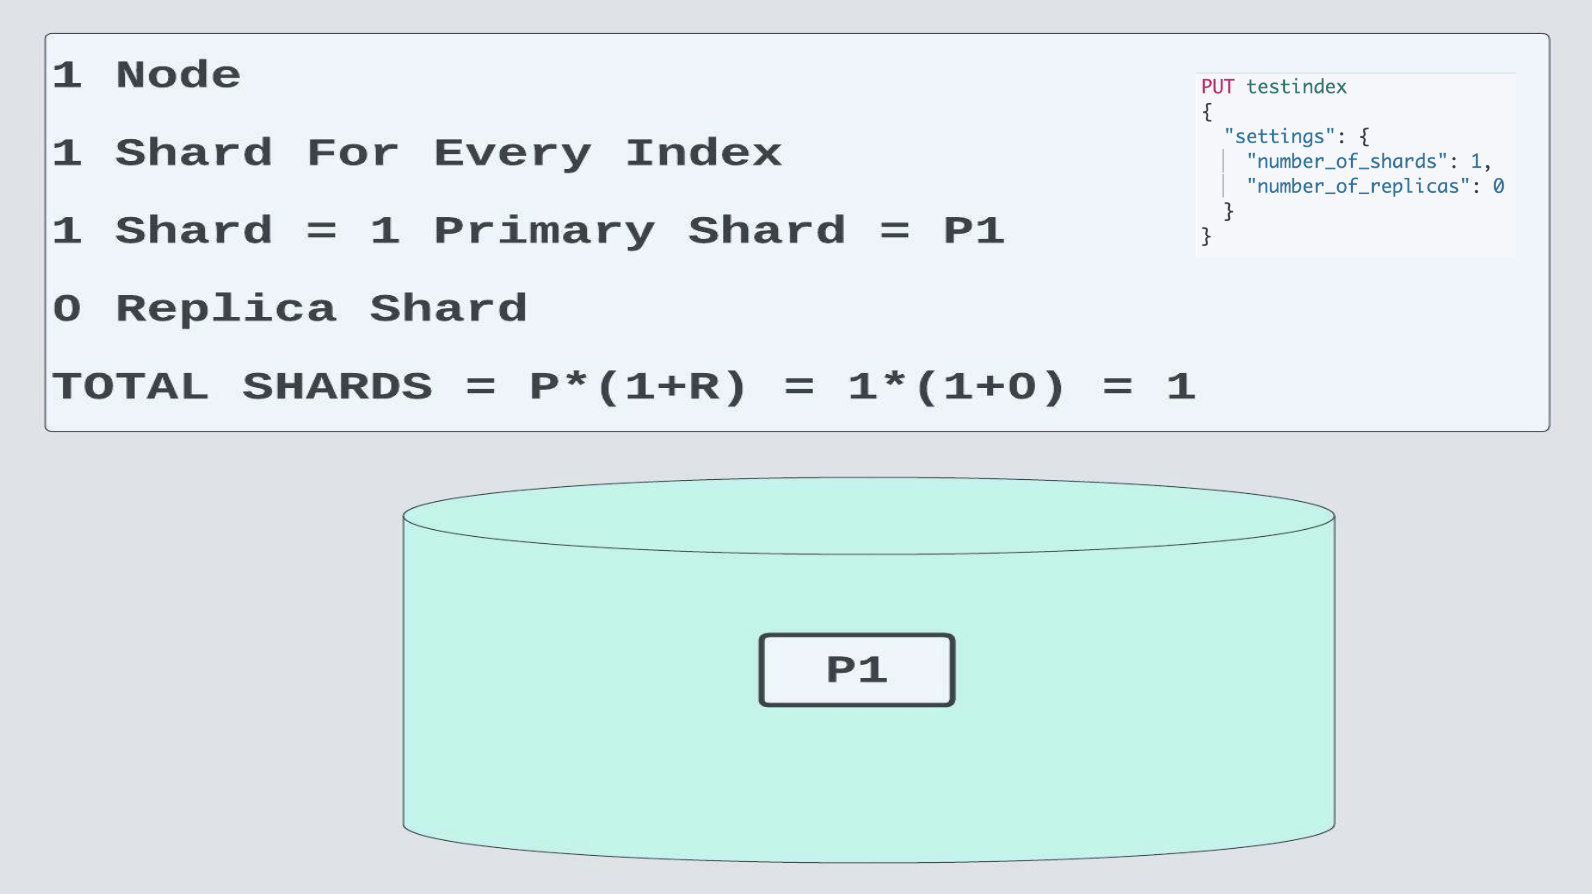 1 Node
1 Shard For Every Index
1 Shard = 1 Primary Shard = P1
0 Replica Shard
TOTAL SHARDS = P*(1+R) = 1*(1+0) = 1
PUT testindex
{
  "settings": {
    "number_of_shards": 1,
    "number_of_replicas": 0
  }
}
P1